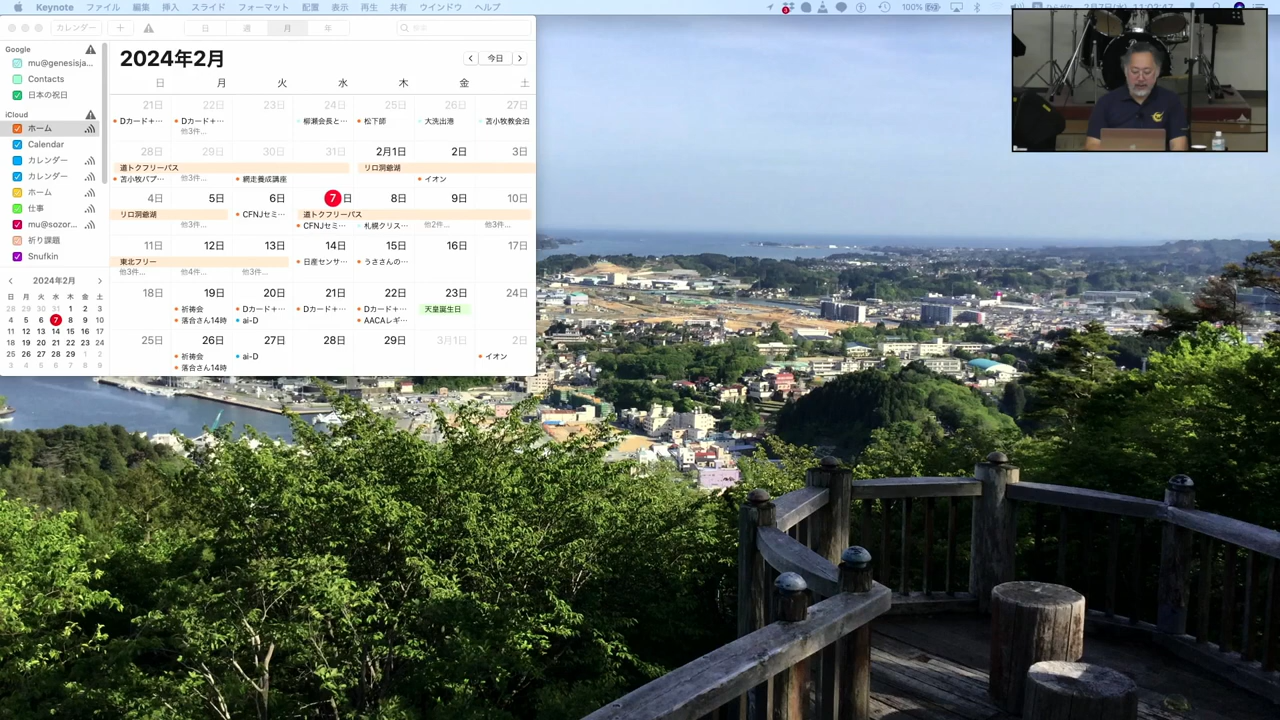 Keynote ファイル 編集 挿入 スライド フォーマット 配置 表示 再生 共有 ウインドウ ヘルプ 100% 2月7日(水) 11:02:47
カレンダー + 日 週 月 年 検索
Google
mu@genesisja...
Contacts
日本の祝日
iCloud
ホーム
Calendar
カレンダー
カレンダー
ホーム
仕事
mu@sozor...
祈り課題
Snufkin
2024年2月
日 月 火 水 木 金 土
28 29 30 31 1 2 3
4 5 6 7 8 9 10
11 12 13 14 15 16 17
18 19 20 21 22 23 24
25 26 27 28 29 1 2
3 4 5 6 7 8 9
2024年2月 今日
日 月 火 水 木 金 土
21日 22日 23日 24日 25日 26日 27日
Dカード+… Dカード+… 柳瀬会長と… 松下師 大洗出港 苫小牧教会泊
他3件...
28日 29日 30日 31日 2月1日 2日 3日
道トクフリーパス リロ洞爺湖
苫小牧バプ… 他3件... 網走養成講座 イオン
4日 5日 6日 7日 8日 9日 10日
リロ洞爺湖 CFNJセミ… 道トクフリーパス
他3件... CFNJセミ… 札幌クリス… 他2件... 他3件...
11日 12日 13日 14日 15日 16日 17日
東北フリー 日産センサ… うささんの…
他3件... 他4件... 他3件...
18日 19日 20日 21日 22日 23日 24日
祈祷会 Dカード+… Dカード+… Dカード+… 天皇誕生日
落合さん14時 ai-D AACAレギ…
25日 26日 27日 28日 29日 3月1日 2日
祈祷会 ai-D イオン
落合さん14時